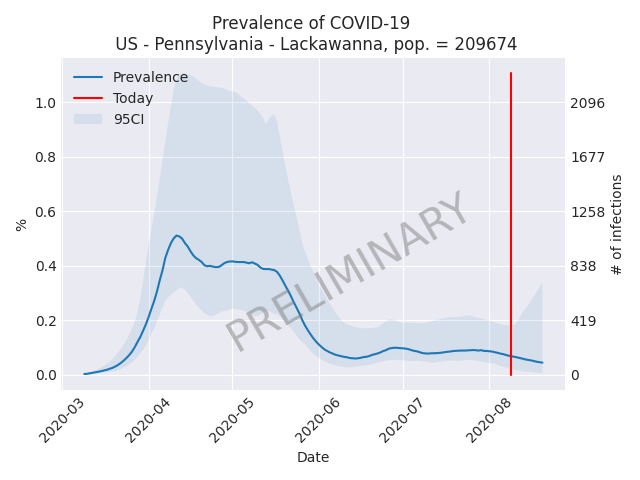 Prevalence of COVID-19
US - Pennsylvania - Lackawanna, pop. = 209674
Prevalence
Today
95CI
1.0
0.8
0.6
0.4
0.2
0.0
%
2096
1677
1258
838
419
0
# of infections
PRELIMINARY
2020-03
2020-04
2020-05
2020-06
2020-07
2020-08
Date